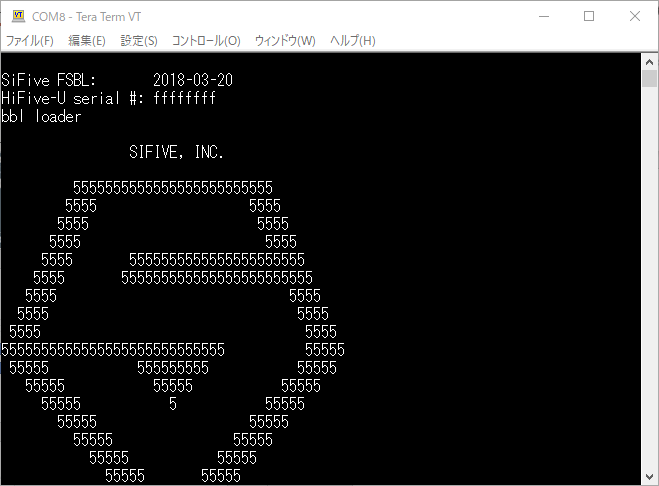 COM8 - Tera Term VT
ファイル(F) 編集(E) 設定(S) コントロール(O) ウィンドウ(W) ヘルプ(H)
SiFive FSBL:       2018-03-20
HiFive-U serial #: ffffffff
bbl loader
                SIFIVE, INC.
         5555555555555555555555555
        5555                   5555
       5555                     5555
      5555                       5555
     5555       5555555555555555555555
    5555       555555555555555555555555
   5555                             5555
  5555                               5555
 5555                                 5555
5555555555555555555555555555          55555
 55555           555555555           55555
   55555           55555           55555
     55555           5           55555
       55555                   55555
         55555               55555
           55555           55555
             55555       55555